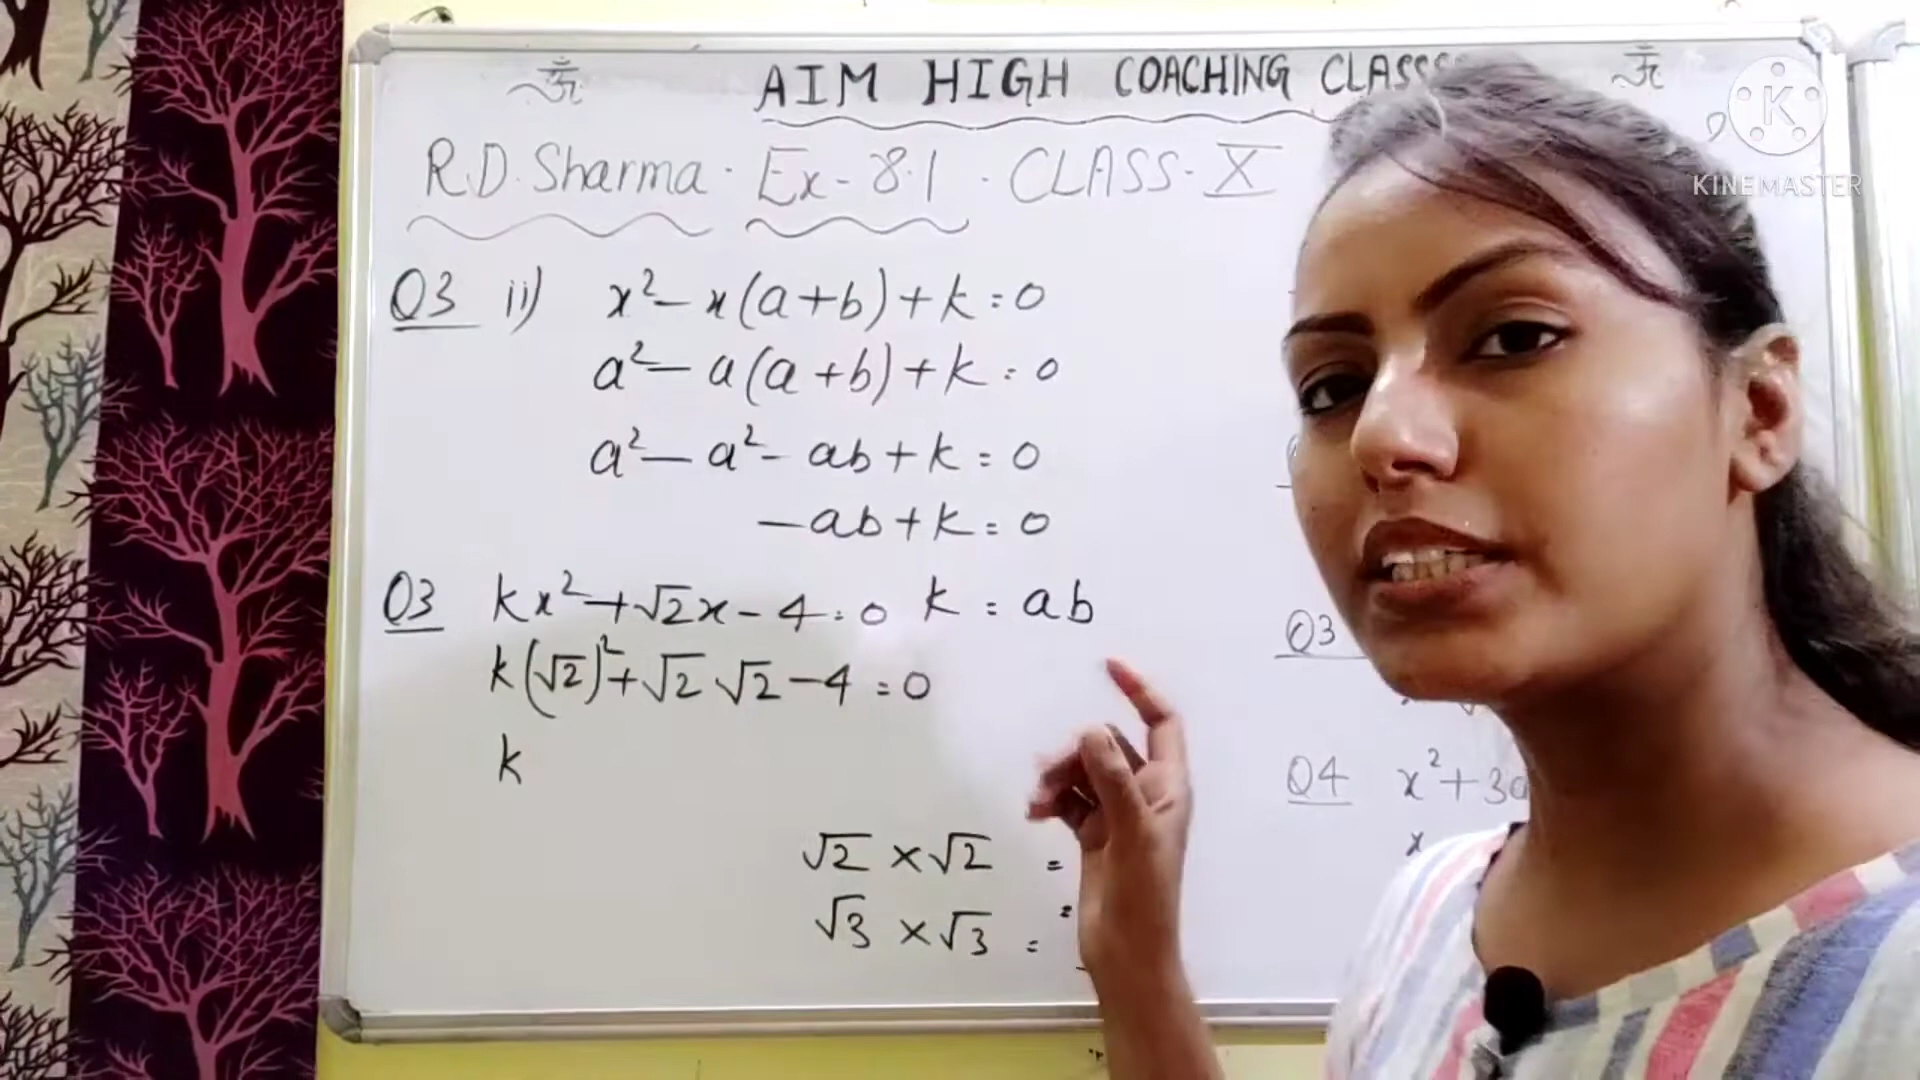 ॐ AIM HIGH COACHING CLASSES ॐ
R.D. Sharma. Ex-8.1. CLASS-X
Q3 ii) x²-x(a+b)+k=0
a²-a(a+b)+k=0
a²-a²-ab+k=0
-ab+k=0
k=ab
Q3 kx²+√2x-4=0
k(√2)²+√2 √2-4=0
k
√2 ×√2 =
√3 ×√3 =
Q3
Q4 x²+3a
x
KINEMASTER